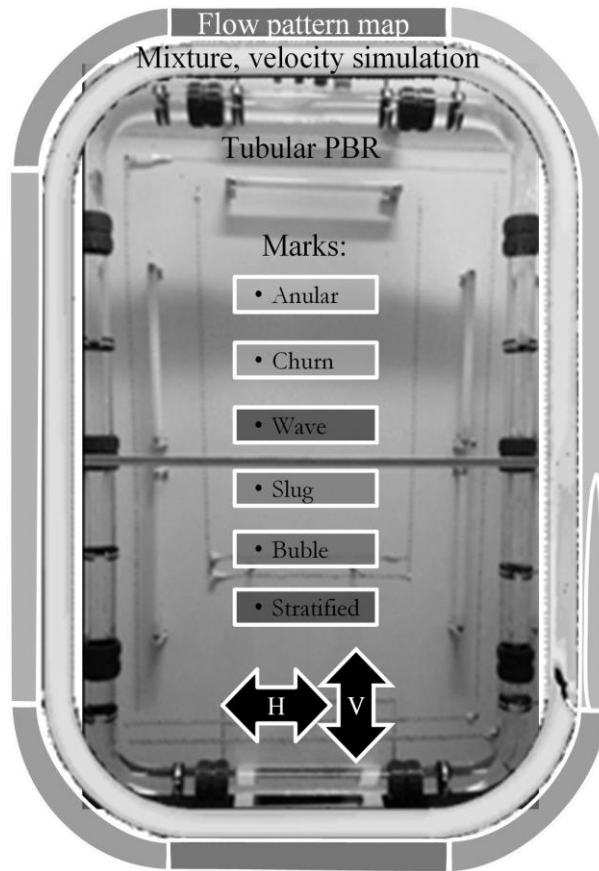 Flow pattern map
Mixture, velocity simulation
Tubular PBR
Marks:
• Anular
• Churn
• Wave
• Slug
• Buble
• Stratified
H
V